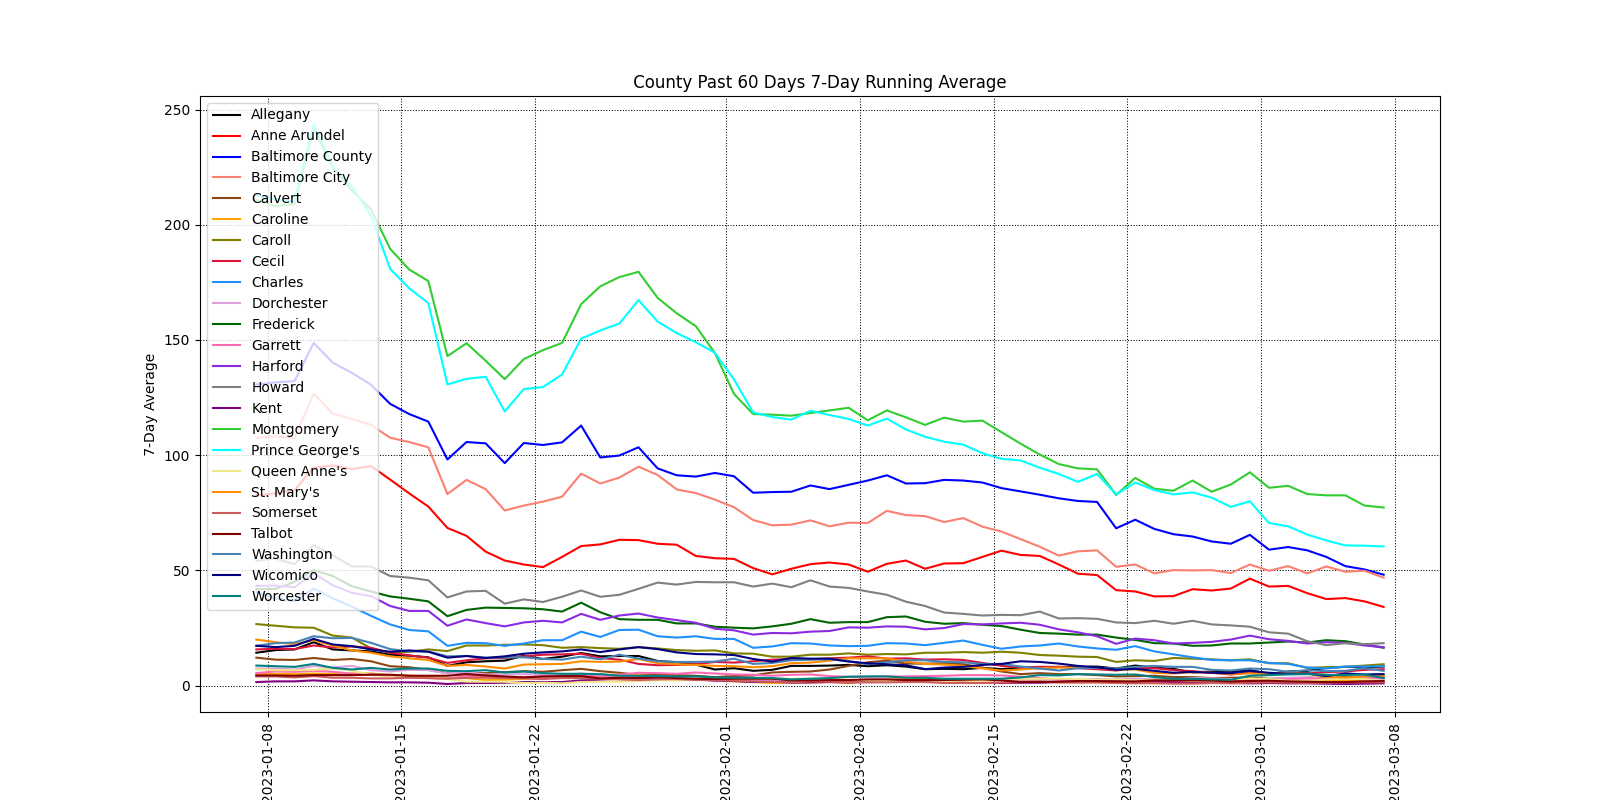 County Past 60 Days 7-Day Running Average
7-Day Average
250
200
150
100
50
0
Allegany
Anne Arundel
Baltimore County
Baltimore City
Calvert
Caroline
Caroll
Cecil
Charles
Dorchester
Frederick
Garrett
Harford
Howard
Kent
Montgomery
Prince George's
Queen Anne's
St. Mary's
Somerset
Talbot
Washington
Wicomico
Worcester
2023-01-08
2023-01-15
2023-01-22
2023-02-01
2023-02-08
2023-02-15
2023-02-22
2023-03-01
2023-03-08